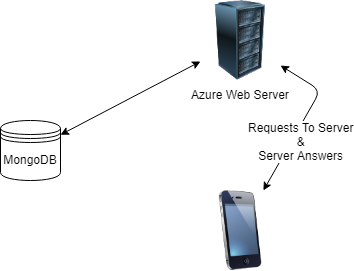 Azure Web Server
Requests To Server
&
Server Answers
MongoDB